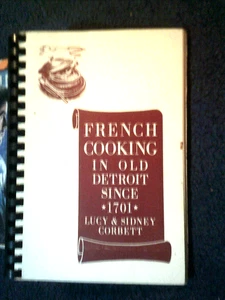 FRENCH
COOKING
IN OLD
DETROIT
SINCE
•1701•
LUCY & SIDNEY
CORBETT